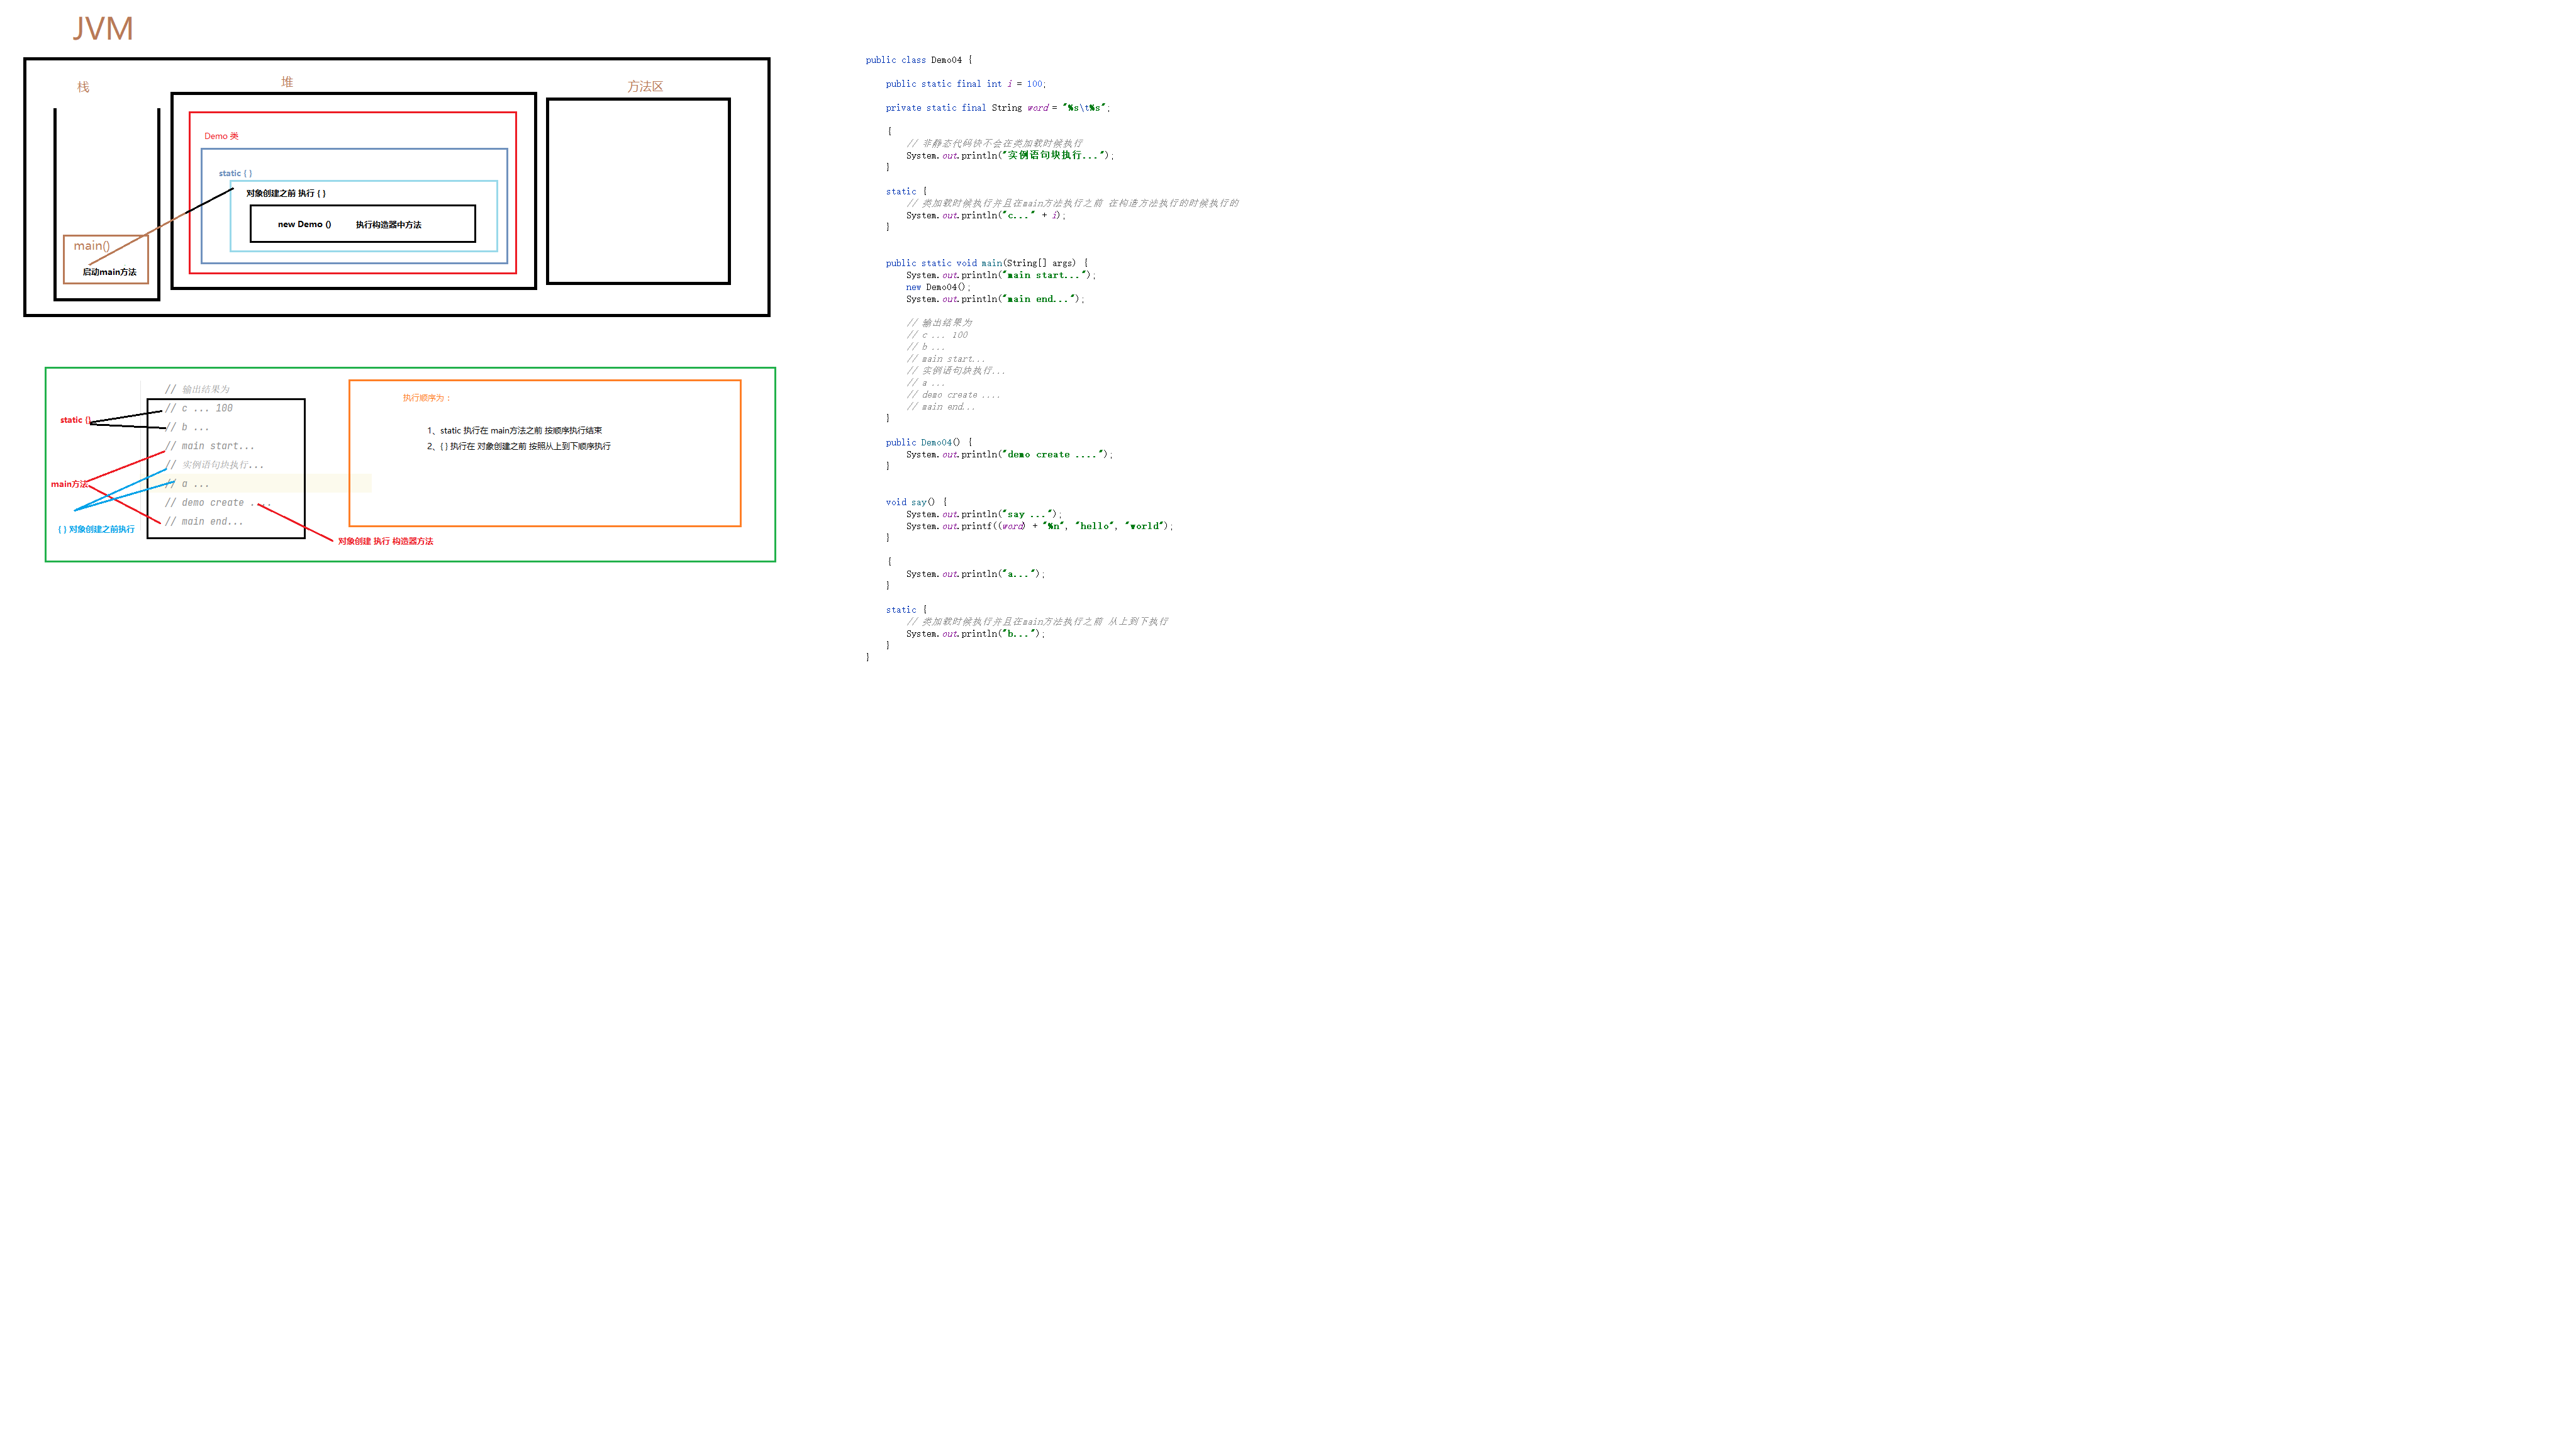 JVM
栈
堆
方法区
Demo 类
static { }
对象创建之前 执行 { }
new Demo () 执行构造器中方法
main()
启动main方法
// 输出结果为
// c ... 100
// b ...
// main start...
// 实例语句块执行...
// a ...
// demo create ....
// main end...
static {}
main方法
{ } 对象创建之前执行
对象创建 执行 构造器方法
执行顺序为：
1、static 执行在 main方法之前 按顺序执行结束
2、{ } 执行在 对象创建之前 按照从上到下顺序执行
public class Demo04 {
public static final int i = 100;
private static final String word = "%s\t%s";
{
// 非静态代码快不会在类加载时候执行
System.out.println("实例语句块执行...");
}
static {
// 类加载时候执行并且在main方法执行之前 在构造方法执行的时候执行的
System.out.println("c..." + i);
}
public static void main(String[] args) {
System.out.println("main start...");
new Demo04();
System.out.println("main end...");
// 输出结果为
// c ... 100
// b ...
// main start...
// 实例语句块执行...
// a ...
// demo create ....
// main end...
}
public Demo04() {
System.out.println("demo create ....");
}
void say() {
System.out.println("say ...");
System.out.printf((word) + "%n", "hello", "world");
}
{
System.out.println("a...");
}
static {
// 类加载时候执行并且在main方法执行之前 从上到下执行
System.out.println("b...");
}
}